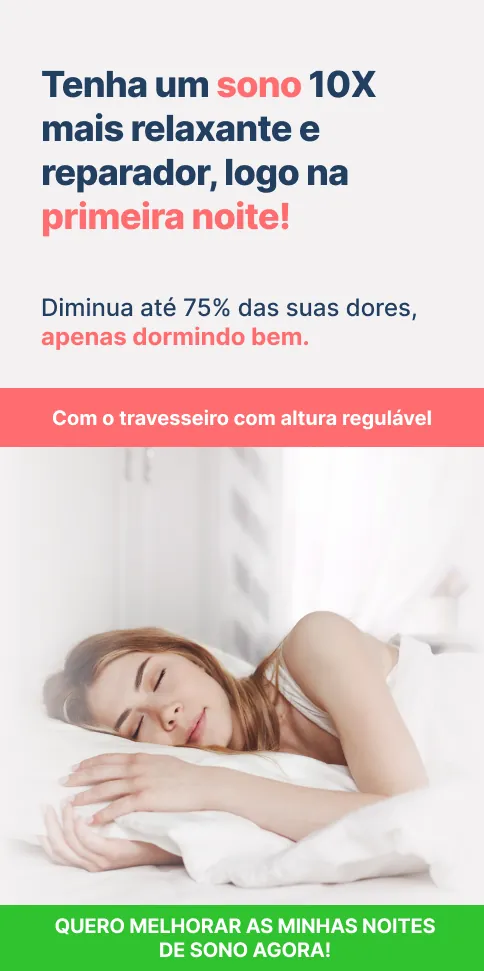 Tenha um sono 10X
mais relaxante e
reparador, logo na
primeira noite!
Diminua até 75% das suas dores,
apenas dormindo bem.
Com o travesseiro com altura regulável
QUERO MELHORAR AS MINHAS NOITES
DE SONO AGORA!